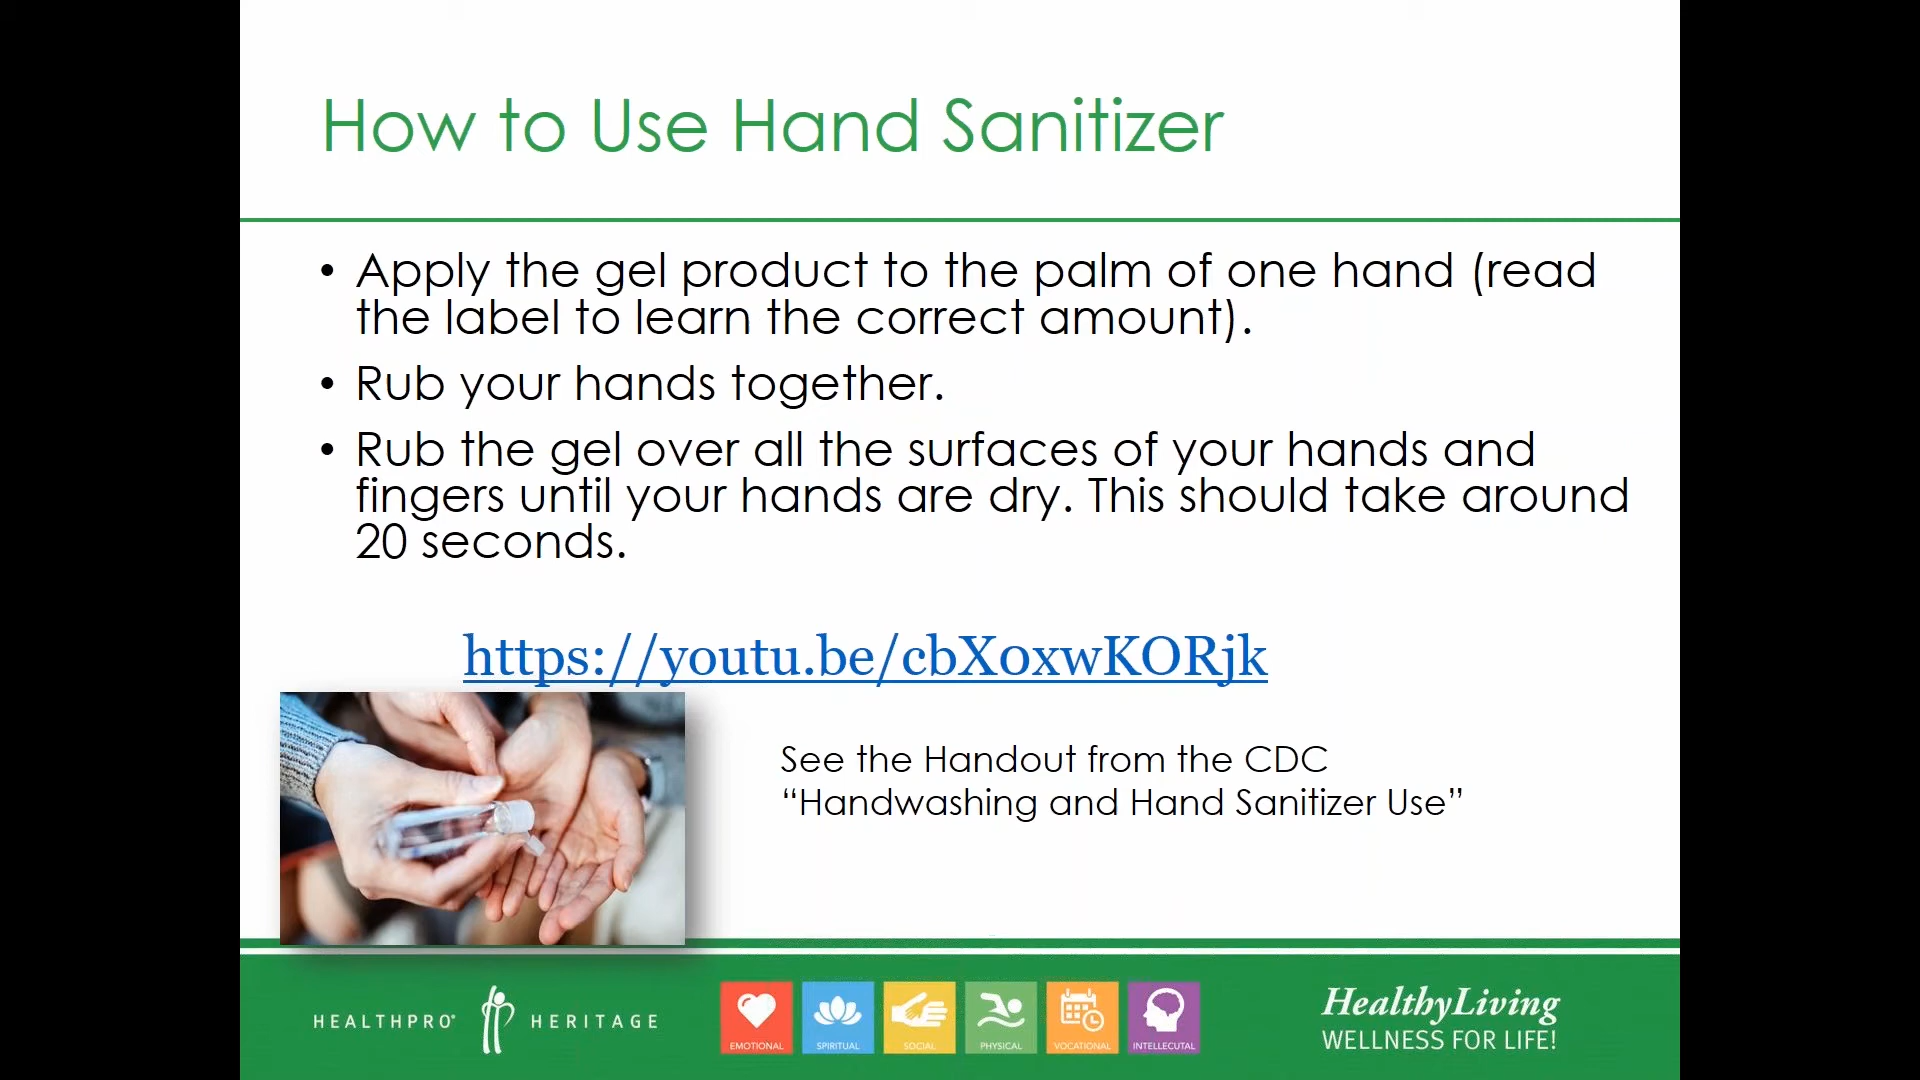 How to Use Hand Sanitizer
• Apply the gel product to the palm of one hand (read
the label to learn the correct amount).
• Rub your hands together.
• Rub the gel over all the surfaces of your hands and
fingers until your hands are dry. This should take around
20 seconds.
https://youtu.be/cbX0xwKORjk
See the Handout from the CDC
“Handwashing and Hand Sanitizer Use”
HEALTHPRO® HERITAGE
EMOTIONAL SPIRITUAL SOCIAL PHYSICAL VOCATIONAL INTELLECUTAL
HealthyLiving
WELLNESS FOR LIFE!